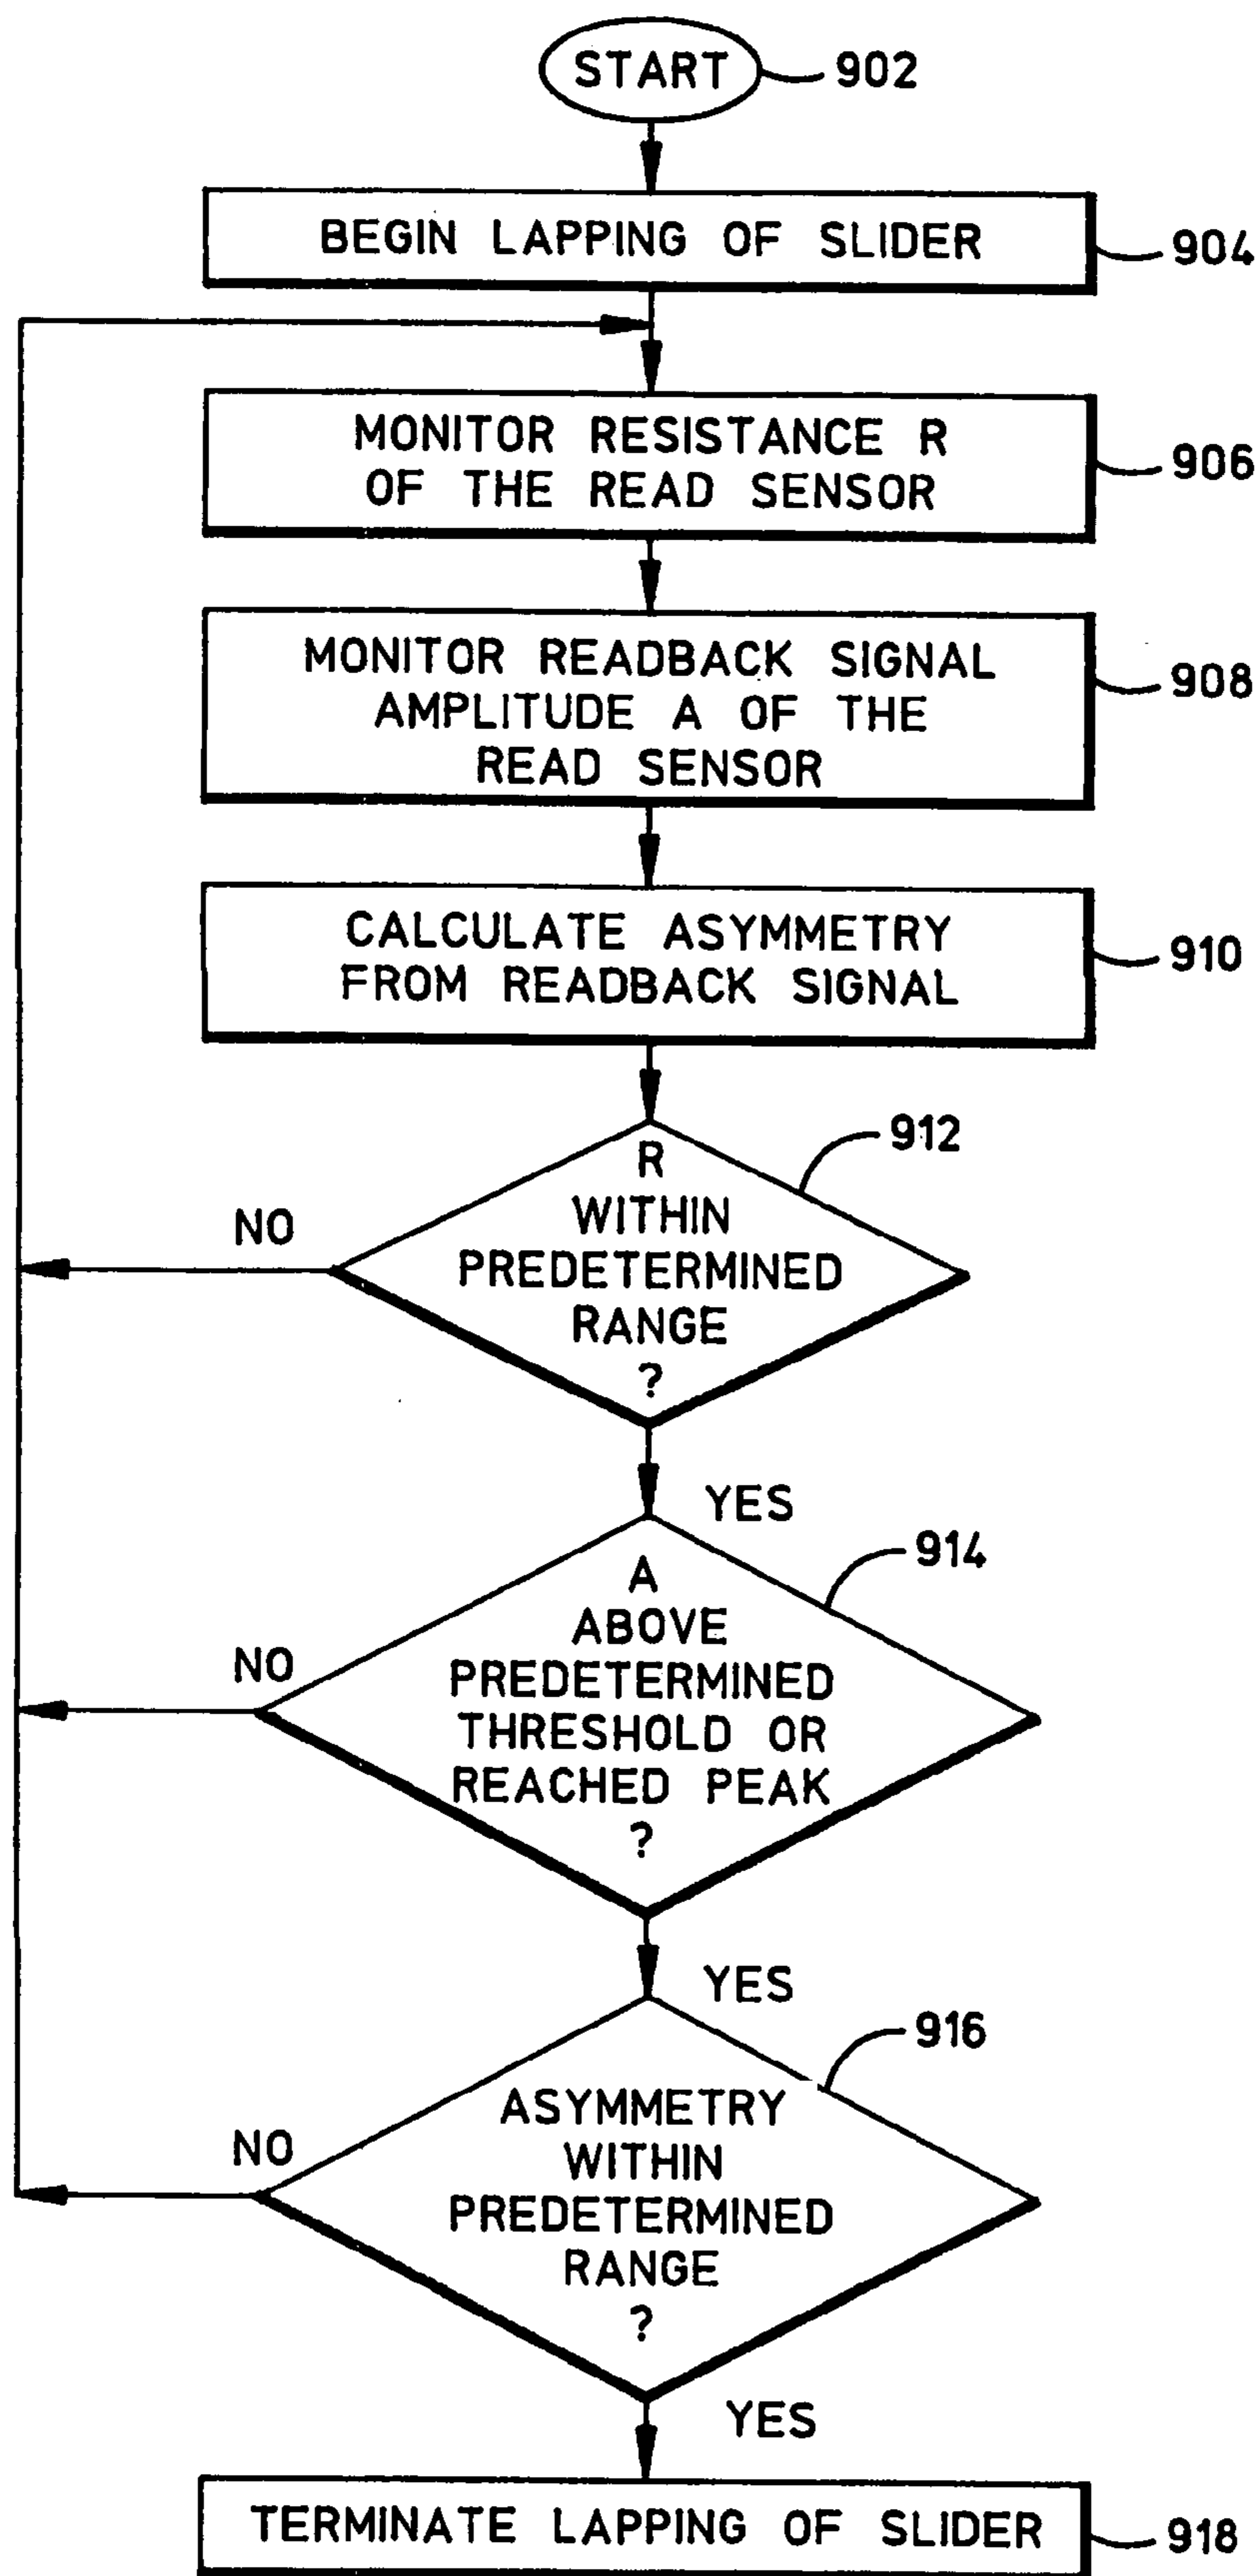 START
902
BEGIN LAPPING OF SLIDER
904
MONITOR RESISTANCE R
OF THE READ SENSOR
906
MONITOR READBACK SIGNAL
AMPLITUDE A OF THE
READ SENSOR
908
CALCULATE ASYMMETRY
FROM READBACK SIGNAL
910
R
WITHIN
PREDETERMINED
RANGE
?
912
NO
YES
A
ABOVE
PREDETERMINED
THRESHOLD OR
REACHED PEAK
?
914
NO
YES
ASYMMETRY
WITHIN
PREDETERMINED
RANGE
?
916
NO
YES
TERMINATE LAPPING OF SLIDER
918